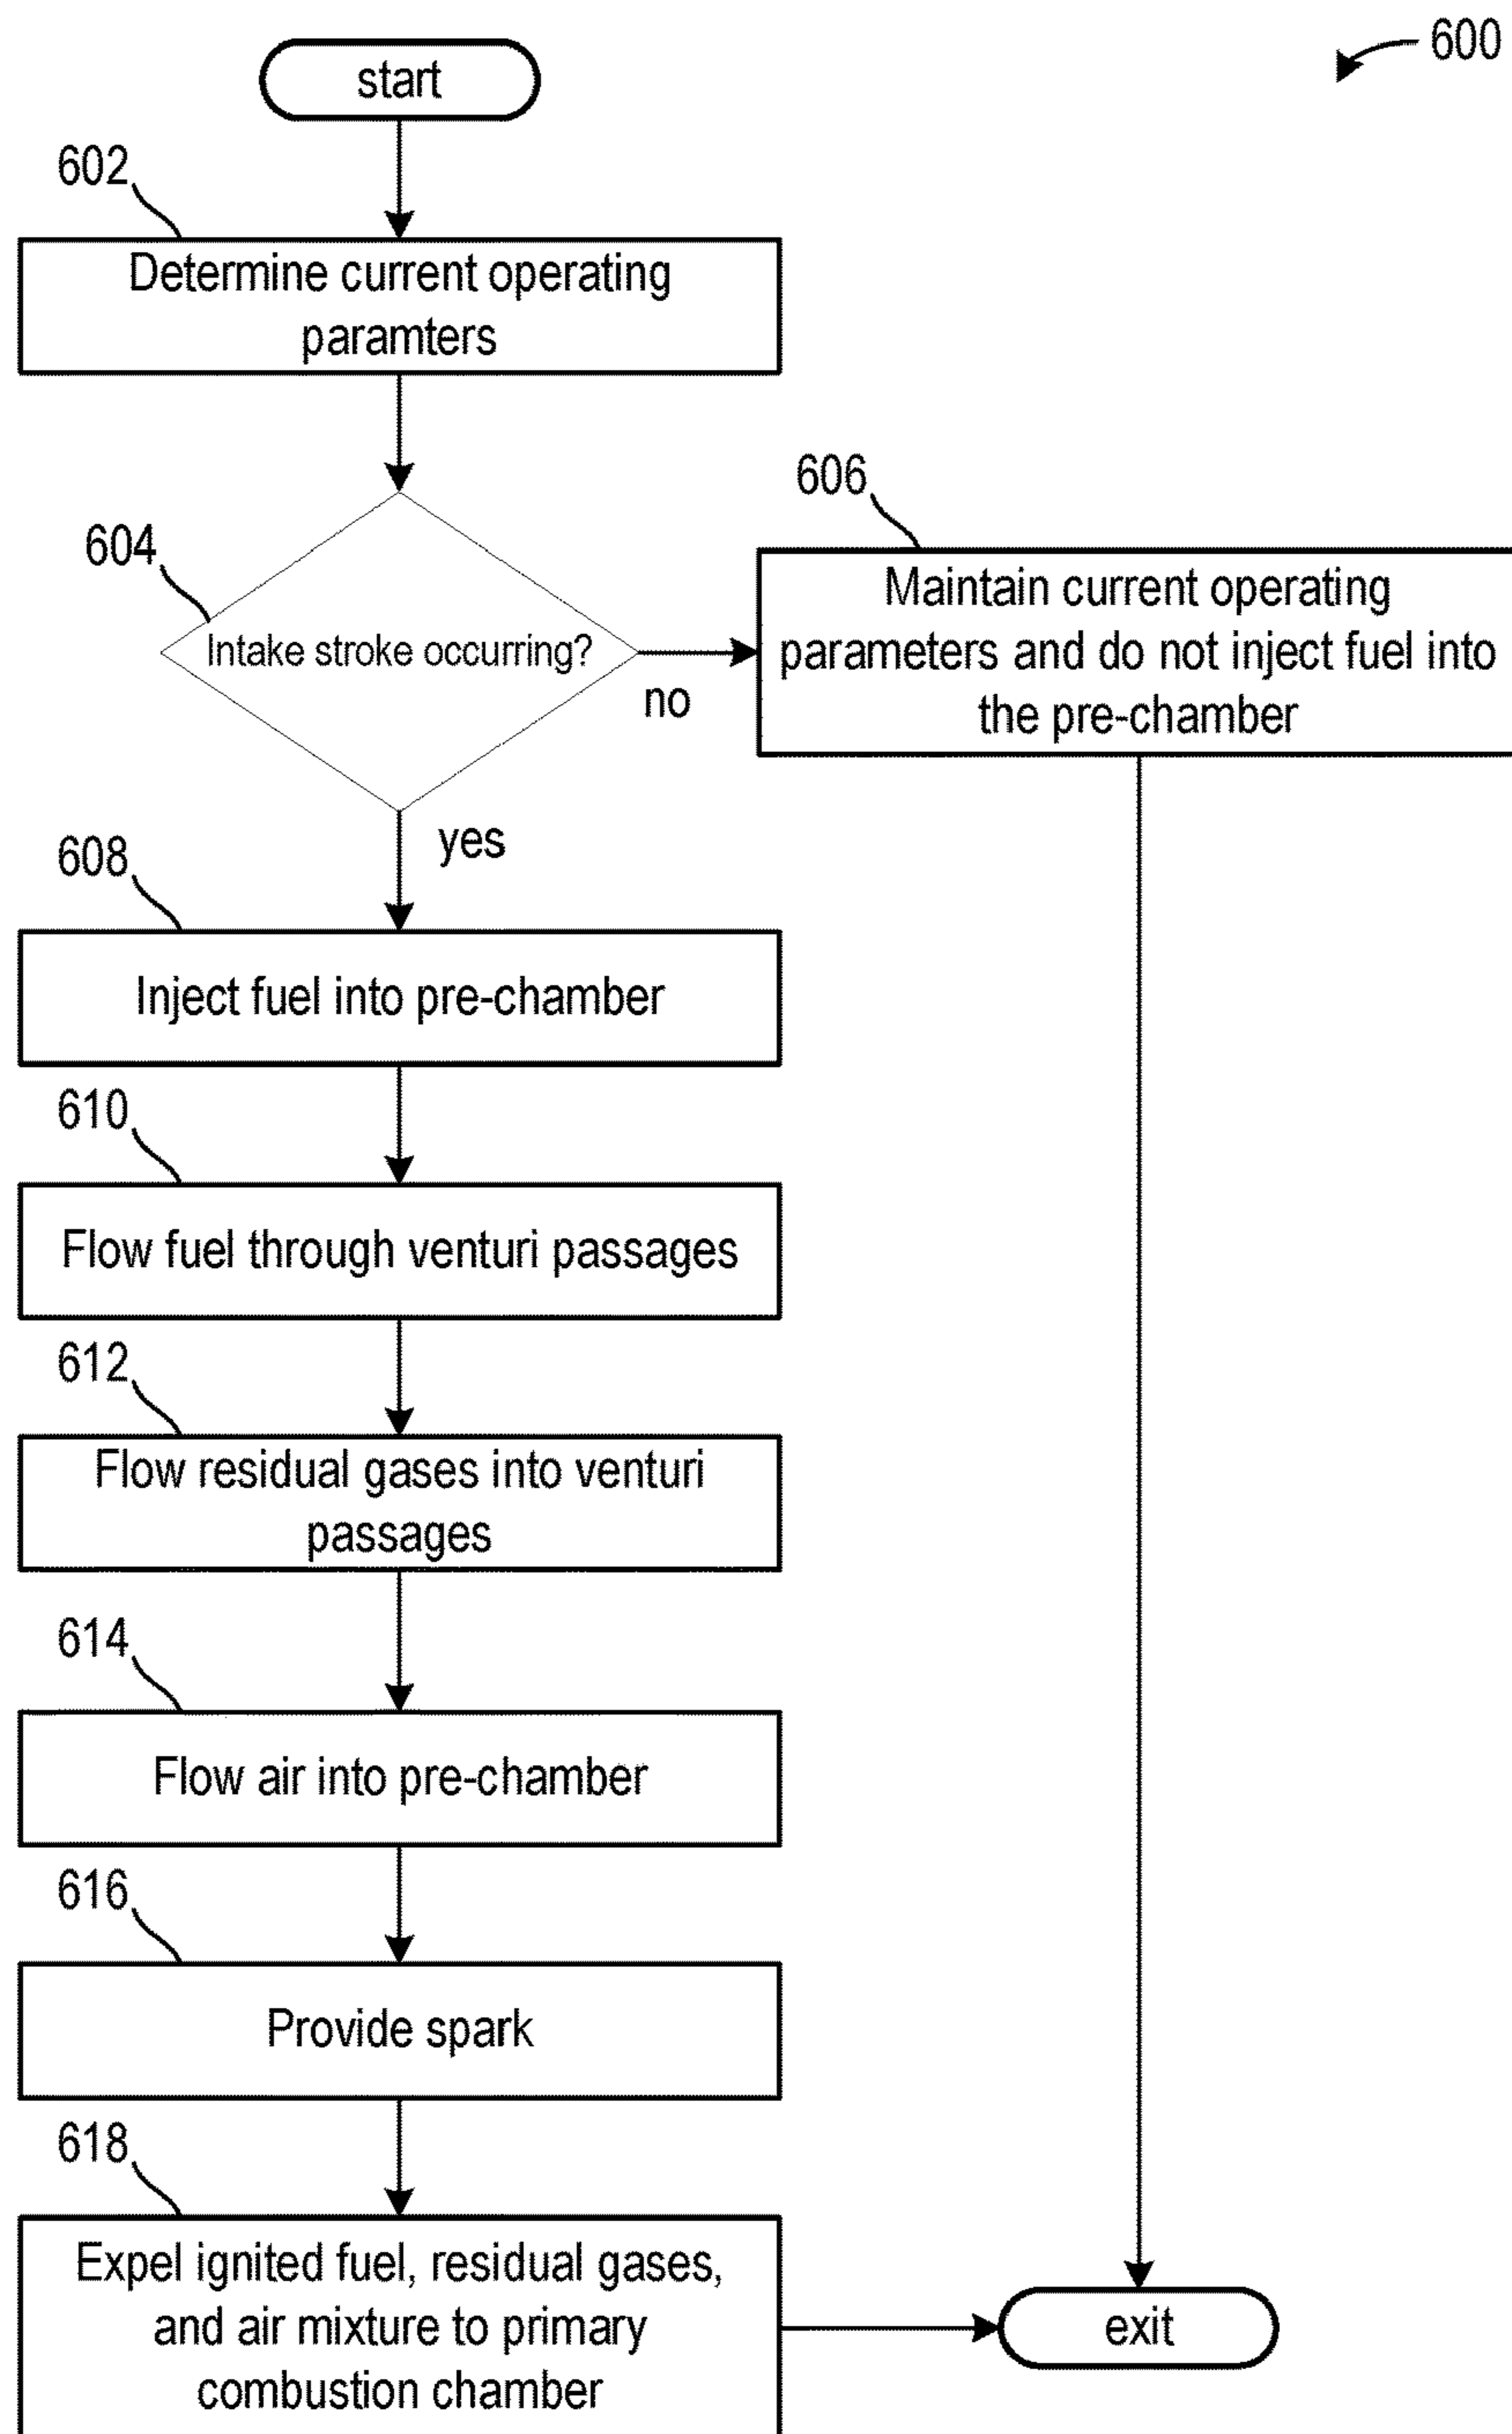 600
start
602
Determine current operating
paramters
604
Intake stroke occurring?
no
606
Maintain current operating
parameters and do not inject fuel into
the pre-chamber
yes
608
Inject fuel into pre-chamber
610
Flow fuel through venturi passages
612
Flow residual gases into venturi
passages
614
Flow air into pre-chamber
616
Provide spark
618
Expel ignited fuel, residual gases,
and air mixture to primary
combustion chamber
exit